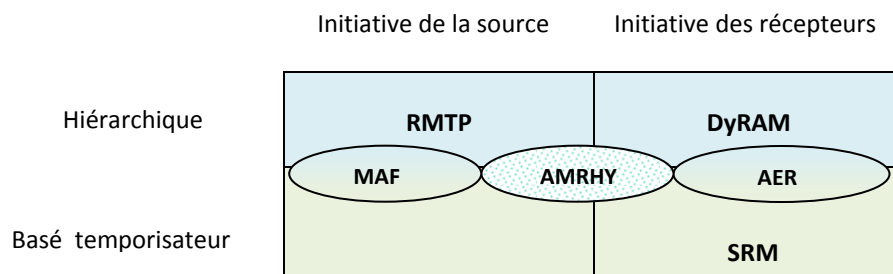 Initiative de la source Initiative des récepteurs
Hiérarchique RMTP DyRAM
MAF AMRHY AER
Basé temporisateur SRM